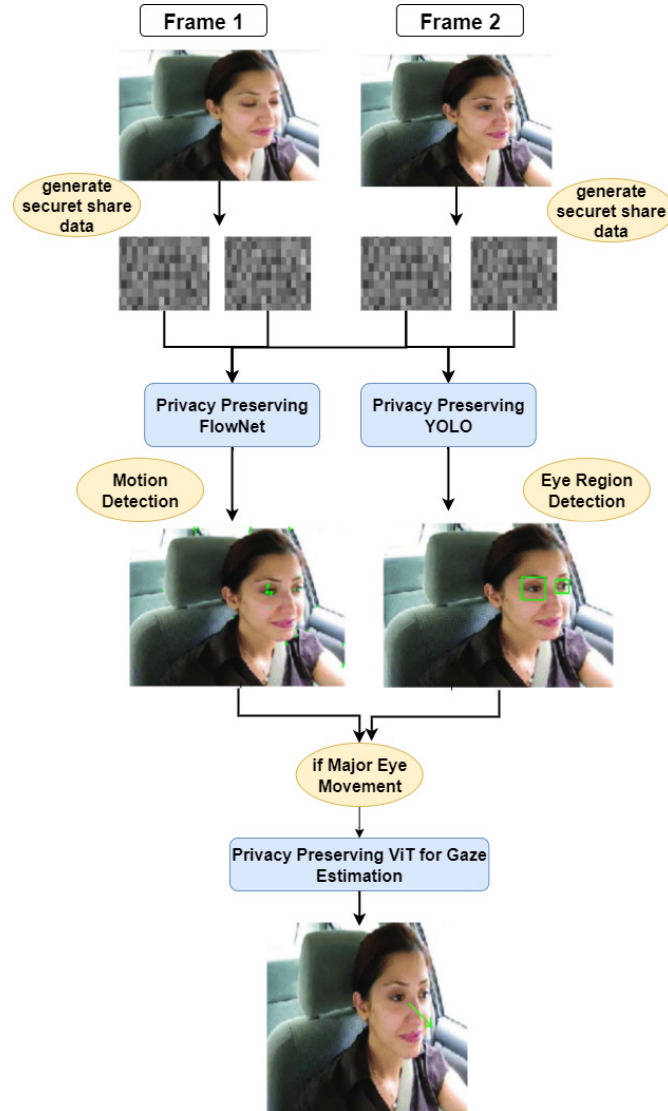 Frame 1
Frame 2
generate
securet share
data
generate
securet share
data
Privacy Preserving
FlowNet
Privacy Preserving
YOLO
Motion
Detection
Eye Region
Detection
if Major Eye
Movement
Privacy Preserving ViT for Gaze
Estimation